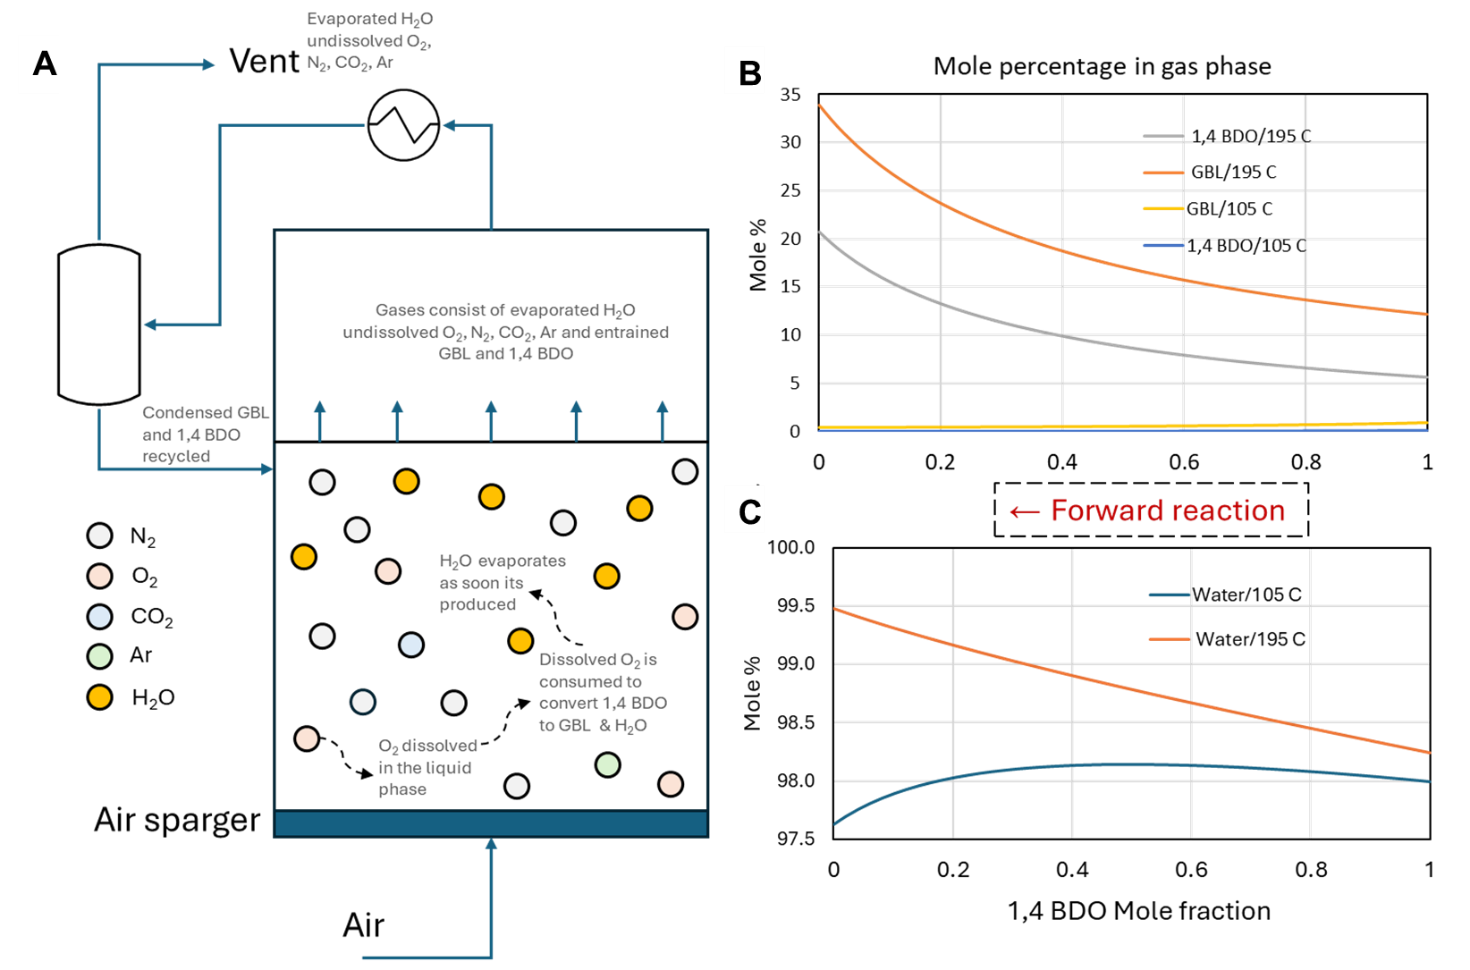 A
Vent
Evaporated H₂O
undissolved O₂,
N₂, CO₂, Ar
Gases consist of evaporated H₂O
undissolved O₂, N₂, CO₂, Ar and entrained
GBL and 1,4 BDO
Condensed GBL
and 1,4 BDO
recycled
N₂
O₂
CO₂
Ar
H₂O
H₂O evaporates
as soon its
produced
Dissolved O₂ is
consumed to
convert 1,4 BDO
to GBL & H₂O
O₂ dissolved
in the liquid
phase
Air sparger
Air
B
Mole percentage in gas phase
35
30
25
20
15
10
5
0
Mole %
1,4 BDO/195 C
GBL/195 C
GBL/105 C
1,4 BDO/105 C
0 0.2 0.4 0.6 0.8 1
← Forward reaction
C
100.0
99.5
99.0
98.5
98.0
97.5
Mole %
Water/105 C
Water/195 C
0 0.2 0.4 0.6 0.8 1
1,4 BDO Mole fraction